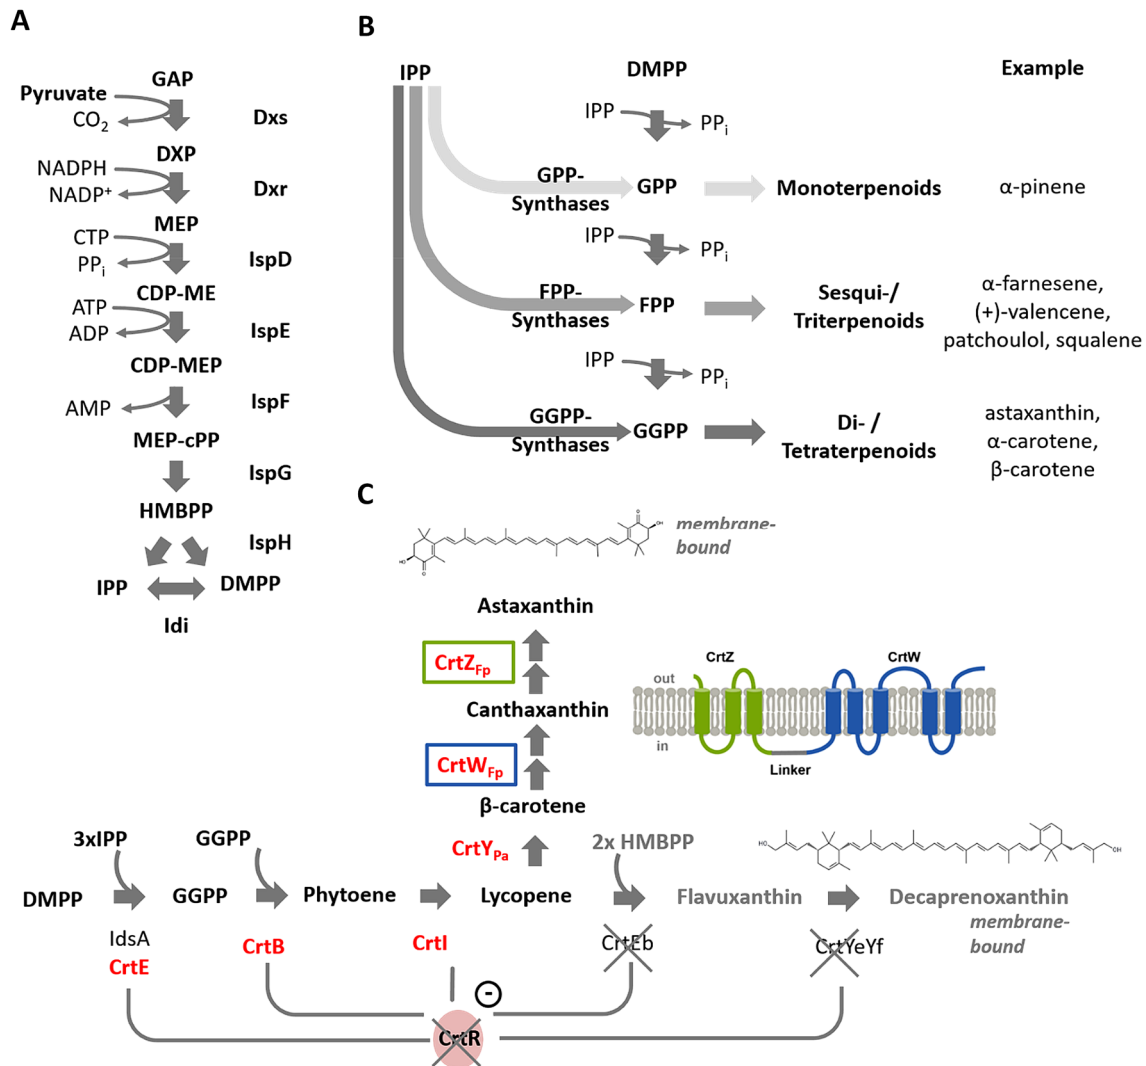 A
GAP
Pyruvate
CO2
Dxs
DXP
NADPH
NADP+
Dxr
MEP
CTP
PPi
IspD
CDP-ME
ATP
ADP
IspE
CDP-MEP
AMP
IspF
MEP-cPP
IspG
HMBPP
IspH
IPP
DMPP
Idi
B
IPP
DMPP
Example
IPP
PPi
GPP-
Synthases
GPP
Monoterpenoids
α-pinene
IPP
PPi
FPP-
Synthases
FPP
Sesqui-/
Triterpenoids
α-farnesene,
(+)-valencene,
patchoulol, squalene
IPP
PPi
GGPP-
Synthases
GGPP
Di- /
Tetraterpenoids
astaxanthin,
α-carotene,
β-carotene
C
O
OH
HO
O
membrane-
bound
Astaxanthin
CrtZFp
Canthaxanthin
CrtWFp
β-carotene
CrtYPa
CrtZ
CrtW
out
in
Linker
3xIPP
GGPP
2x HMBPP
HO
OH
DMPP
GGPP
Phytoene
Lycopene
Flavuxanthin
Decaprenoxanthin
membrane-
bound
IdsA
CrtE
CrtB
CrtI
CrtEb
CrtYeYf
-
CrtR